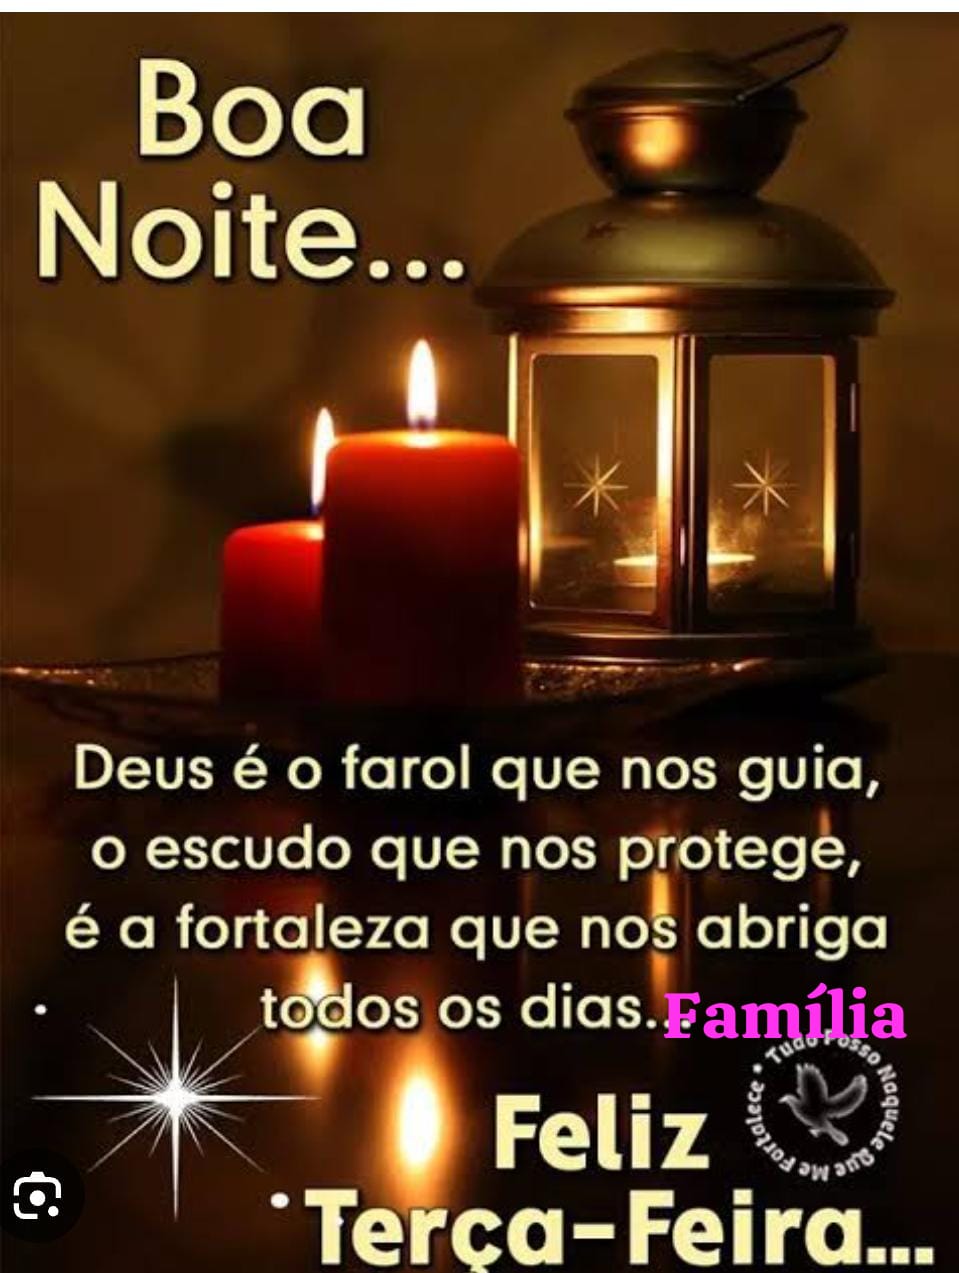 Boa
Noite...
Deus é o farol que nos guia,
o escudo que nos protege,
é a fortaleza que nos abriga
todos os dias...
Família
Tudo Posso Naquele Que Me Fortalece
Feliz
Terça-Feira...